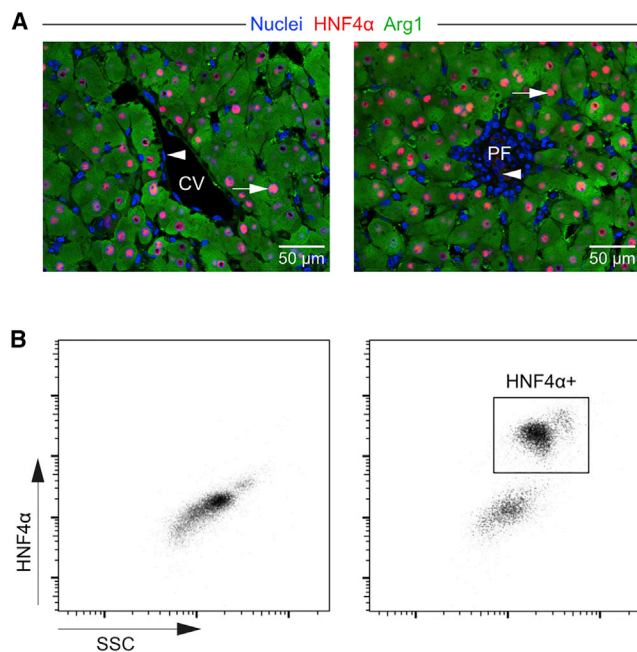 A
Nuclei HNF4α Arg1
CV
50 µm
PF
50 µm
B
HNF4α
SSC
HNF4α+